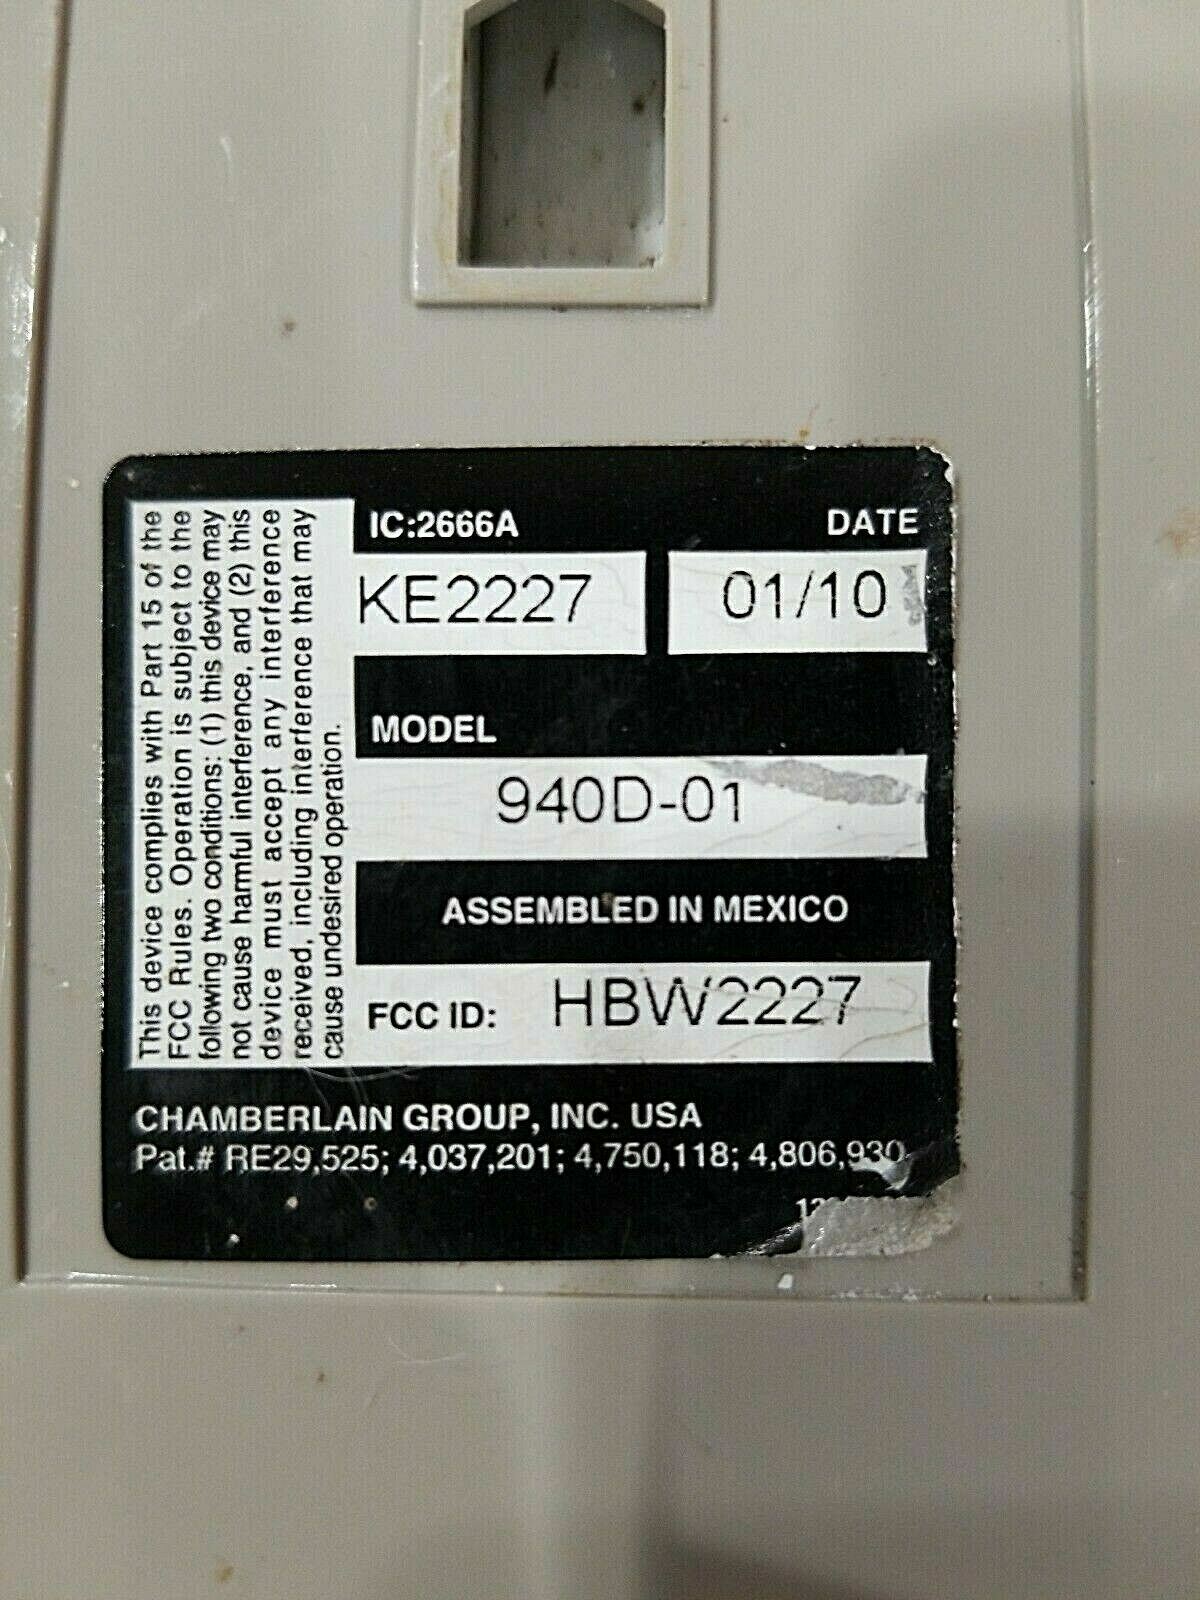 This device complies with Part 15 of the
FCC Rules. Operation is subject to the
following two conditions: (1) this device may
not cause harmful interference, and (2) this
device must accept any interference
received, including interference that may
cause undesired operation.
IC:2666A DATE
KE2227 01/10
MODEL
940D-01
ASSEMBLED IN MEXICO
FCC ID: HBW2227
CHAMBERLAIN GROUP, INC. USA
Pat.# RE29,525; 4,037,201; 4,750,118; 4,806,930